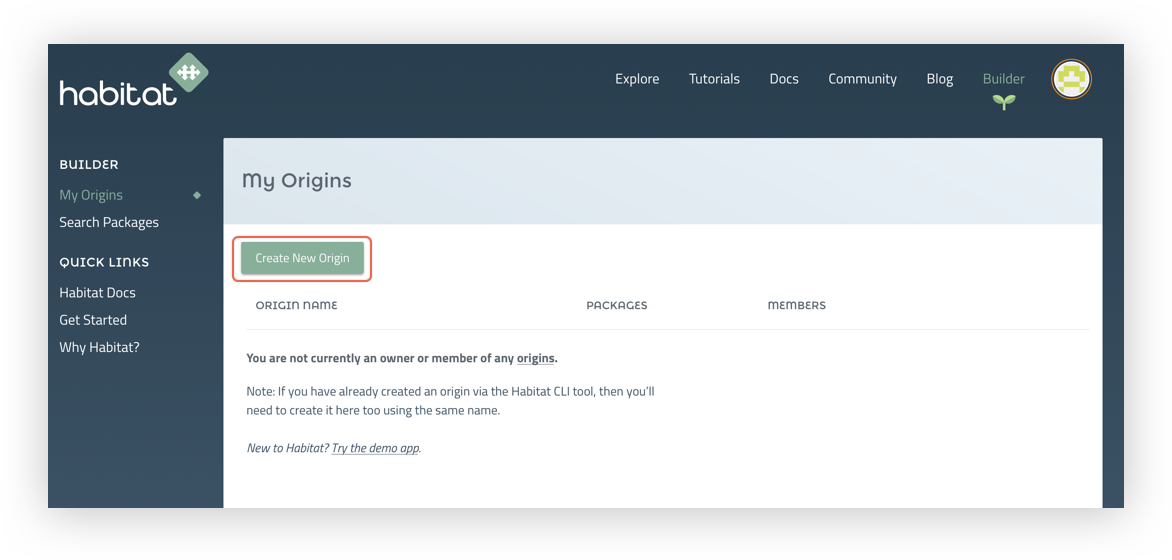 habitat
Explore Tutorials Docs Community Blog Builder
BUILDER
My Origins
Search Packages
QUICK LINKS
Habitat Docs
Get Started
Why Habitat?
My Origins
Create New Origin
ORIGIN NAME PACKAGES MEMBERS
You are not currently an owner or member of any origins.
Note: If you have already created an origin via the Habitat CLI tool, then you'll
need to create it here too using the same name.
New to Habitat? Try the demo app.